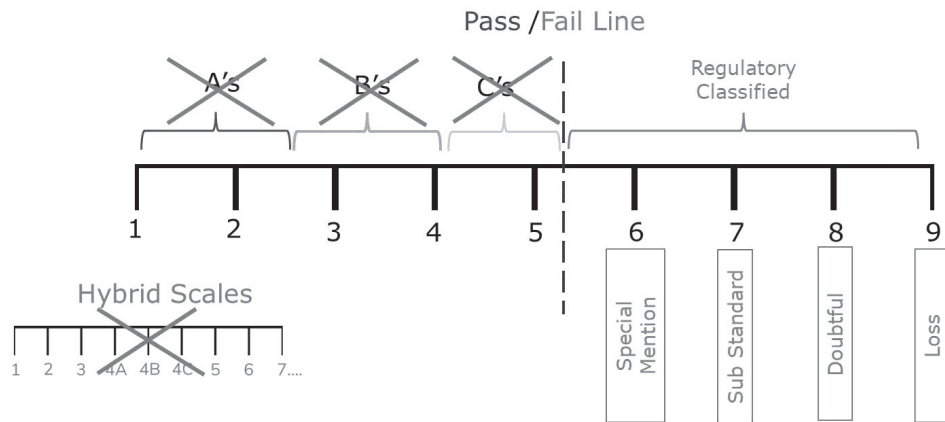 Pass /Fail Line
A's
B's
C's
Regulatory
Classified
1 2 3 4 5 6 7 8 9
Hybrid Scales
1 2 3 4A 4B 4C 5 6 7....
Special
Mention
Sub Standard
Doubtful
Loss